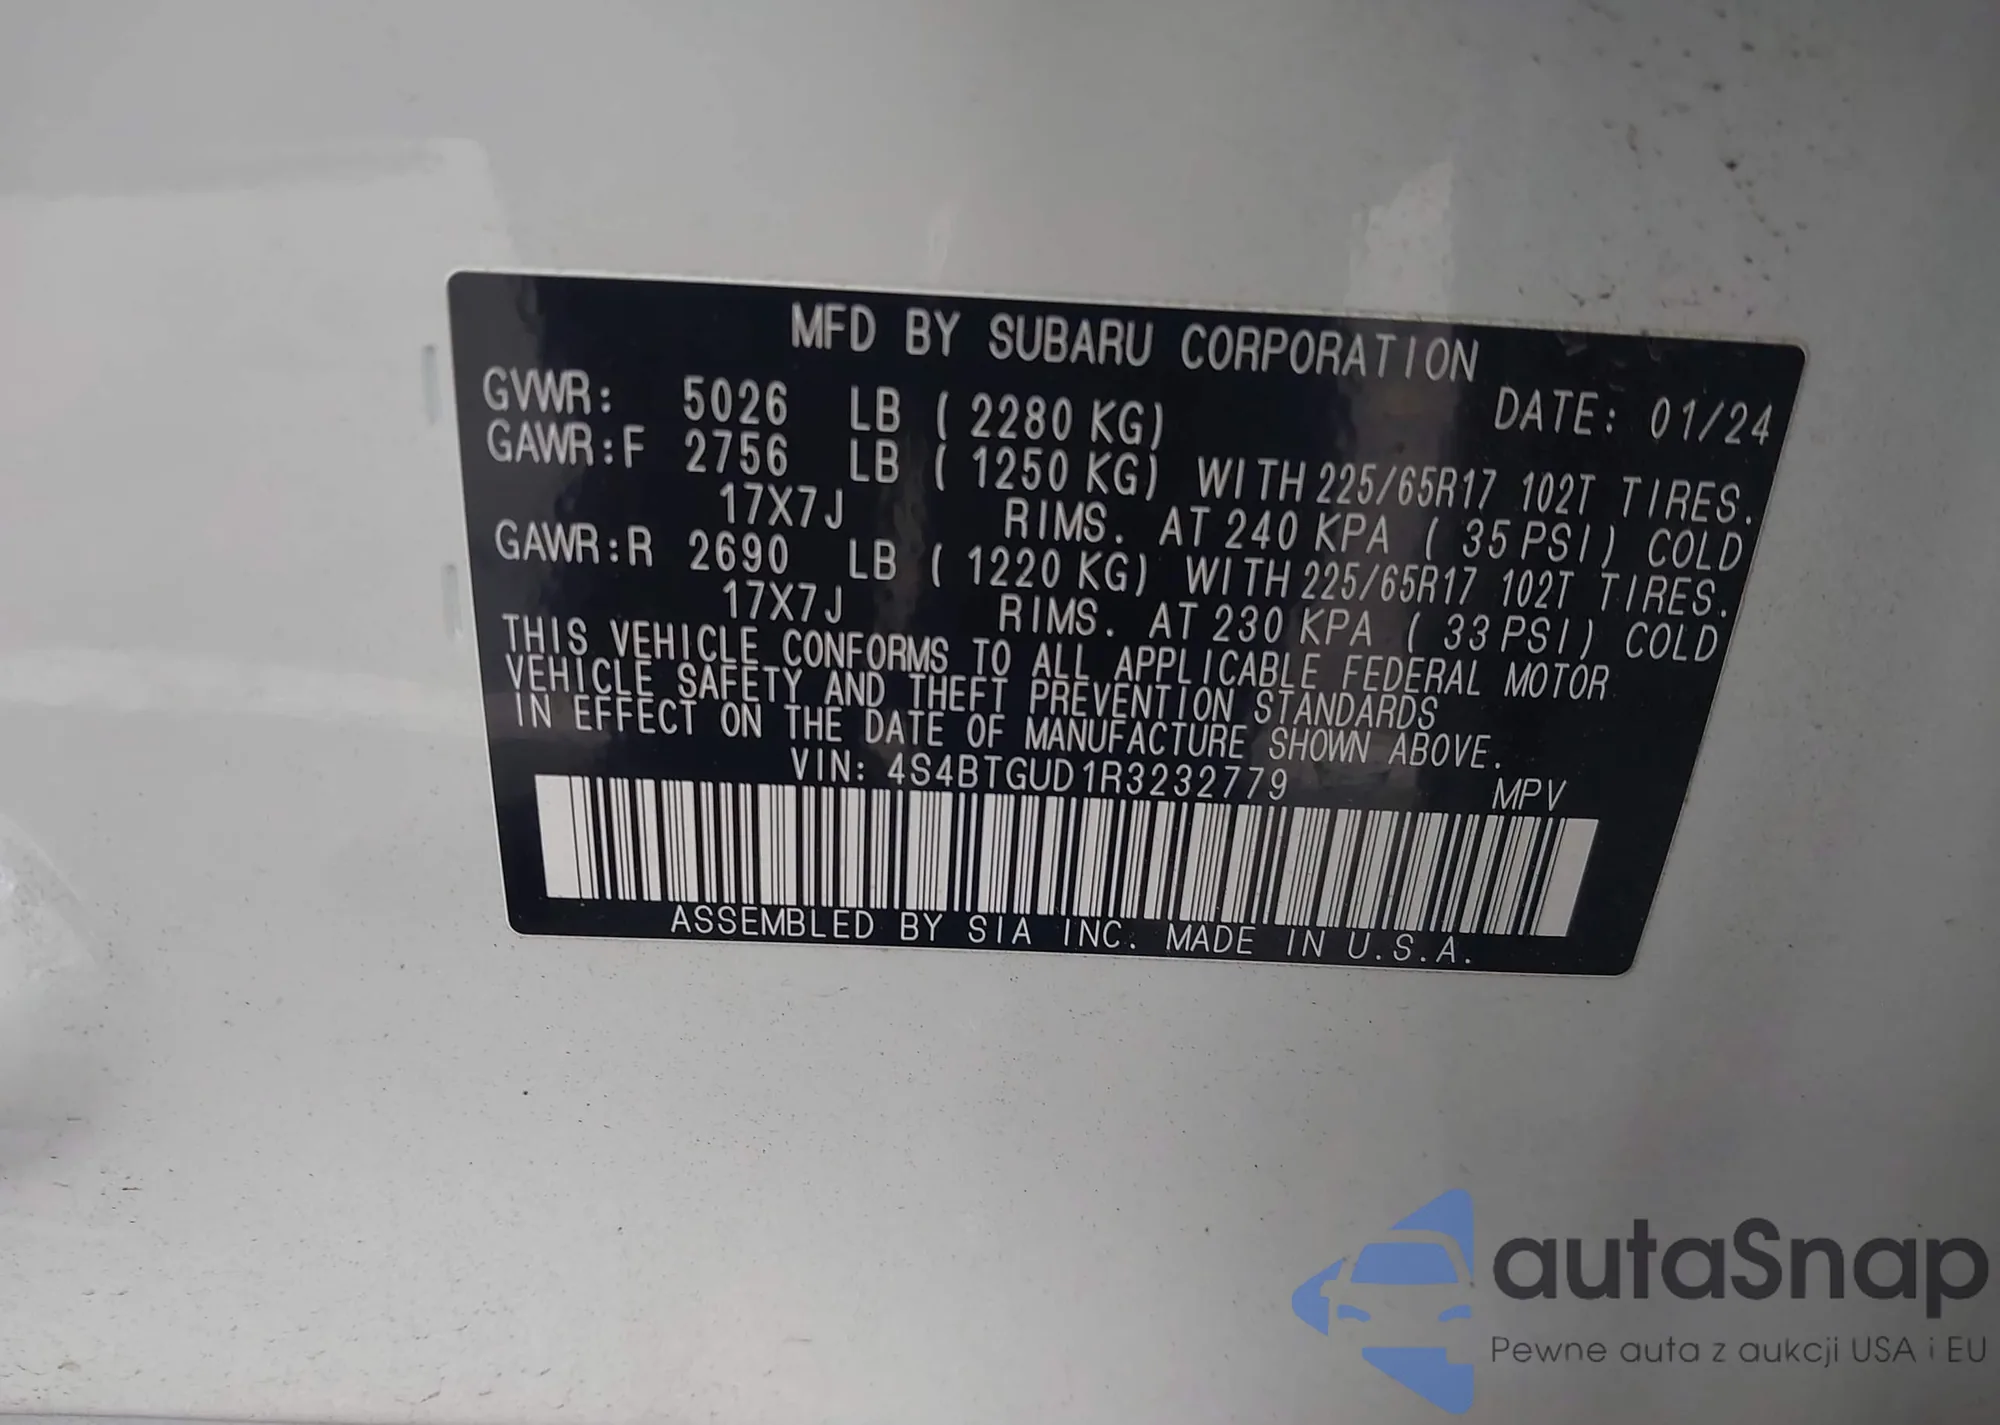 MFD BY SUBARU CORPORATION
DATE: 01/24
GVWR: 5026 LB ( 2280 KG)
GAWR:F 2756 LB ( 1250 KG) WITH 225/65R17 102T TIRES.
17X7J RIMS. AT 240 KPA ( 35 PSI) COLD
GAWR:R 2690 LB ( 1220 KG) WITH 225/65R17 102T TIRES.
17X7J RIMS. AT 230 KPA ( 33 PSI) COLD
THIS VEHICLE CONFORMS TO ALL APPLICABLE FEDERAL MOTOR
VEHICLE SAFETY AND THEFT PREVENTION STANDARDS
IN EFFECT ON THE DATE OF MANUFACTURE SHOWN ABOVE.
VIN: 4S4BTGUD1R3232779 MPV
ASSEMBLED BY SIA INC. MADE IN U.S.A.
autaSnap
Pewne auta z aukcji USA i EU